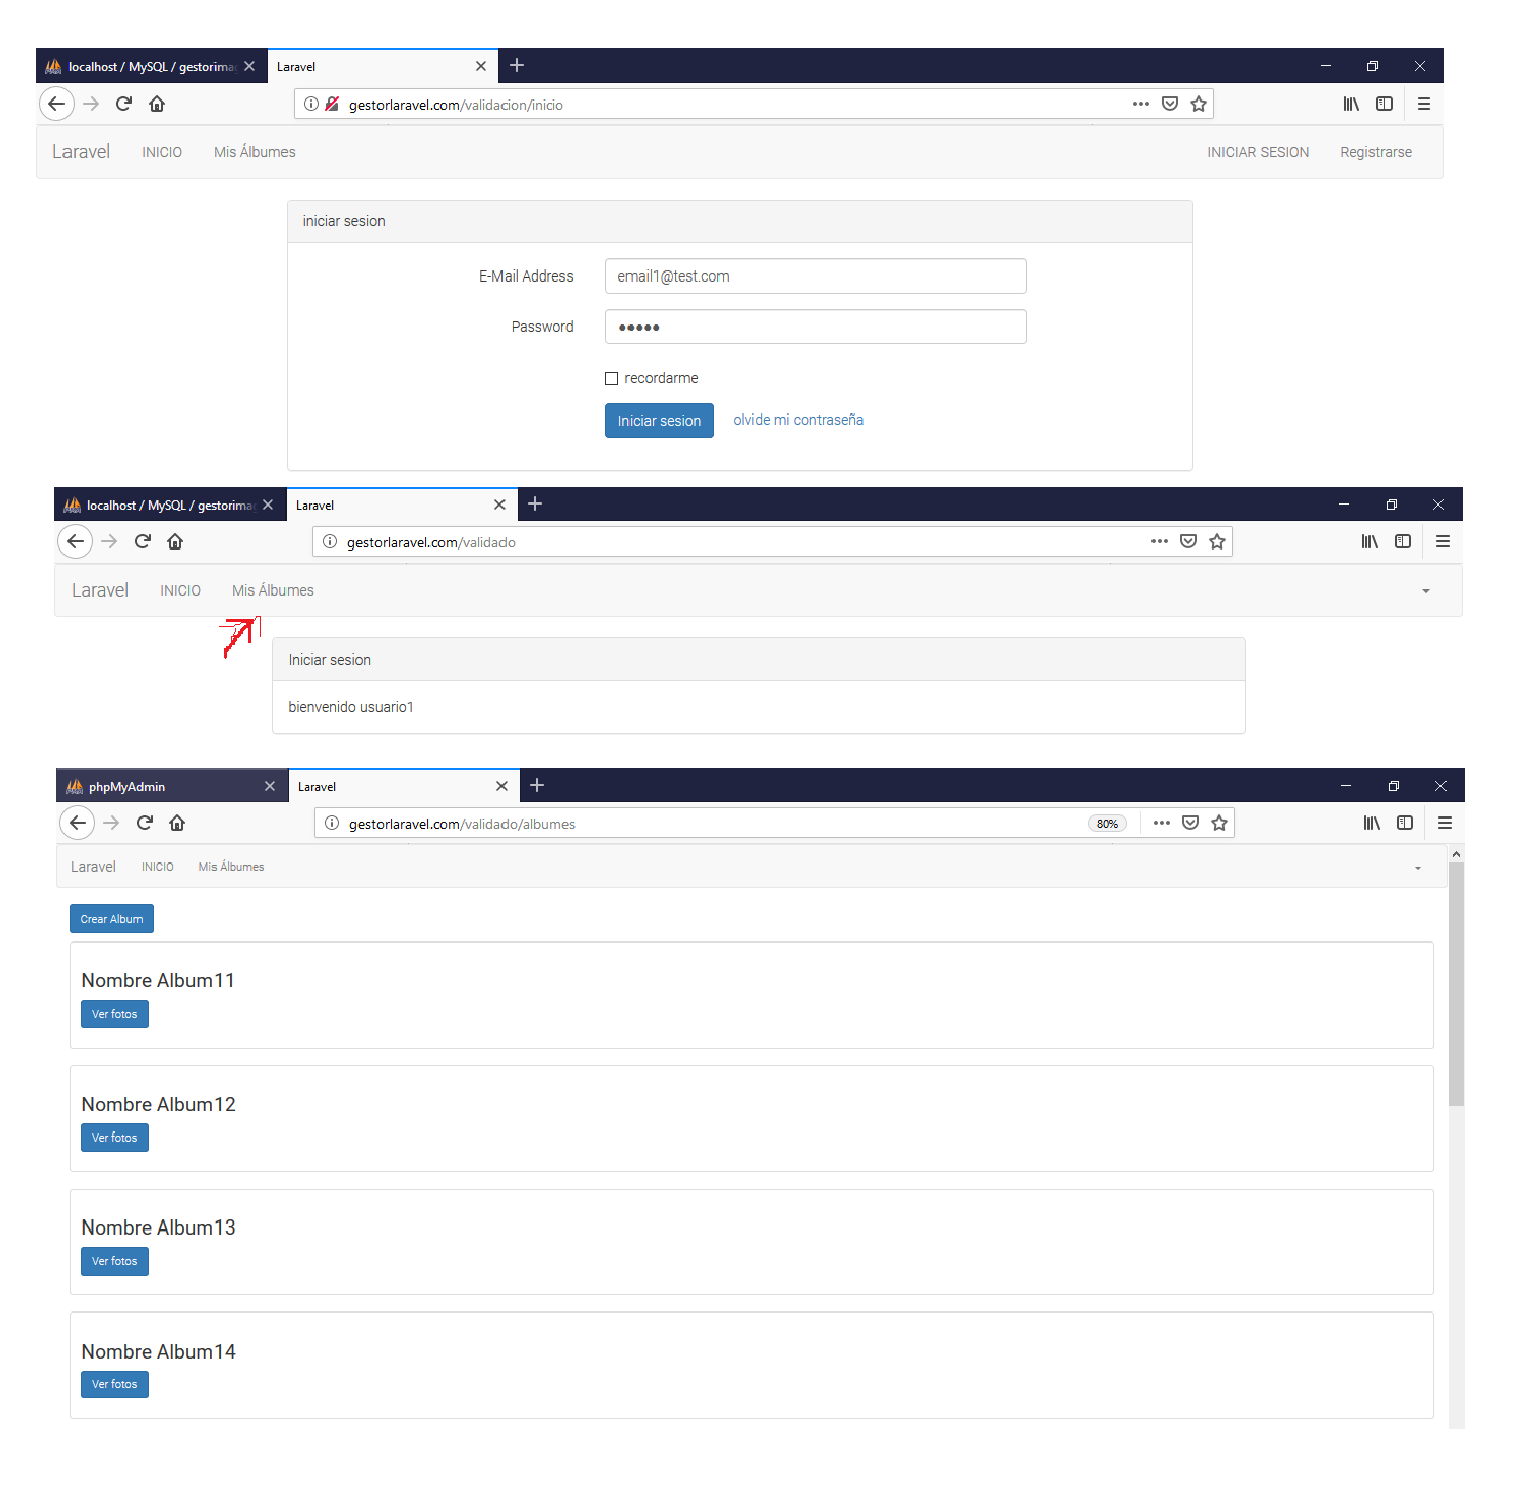 localhost / MySQL / gestorima
Laravel
gestorlaravel.com/validacion/inicio
Laravel INICIO Mis Álbumes INICIAR SESION Registrarse
iniciar sesion
E-Mail Address email1@test.com
Password
recordarme
Iniciar sesion olvide mi contraseña
localhost / MySQL / gestorima
Laravel
gestorlaravel.com/validado
Laravel INICIO Mis Álbumes
Iniciar sesion
bienvenido usuario1
phpMyAdmin
Laravel
gestorlaravel.com/validado/albumes 80%
Laravel INICIO Mis Álbumes
Crear Album
Nombre Album11
Ver fotos
Nombre Album12
Ver fotos
Nombre Album13
Ver fotos
Nombre Album14
Ver fotos